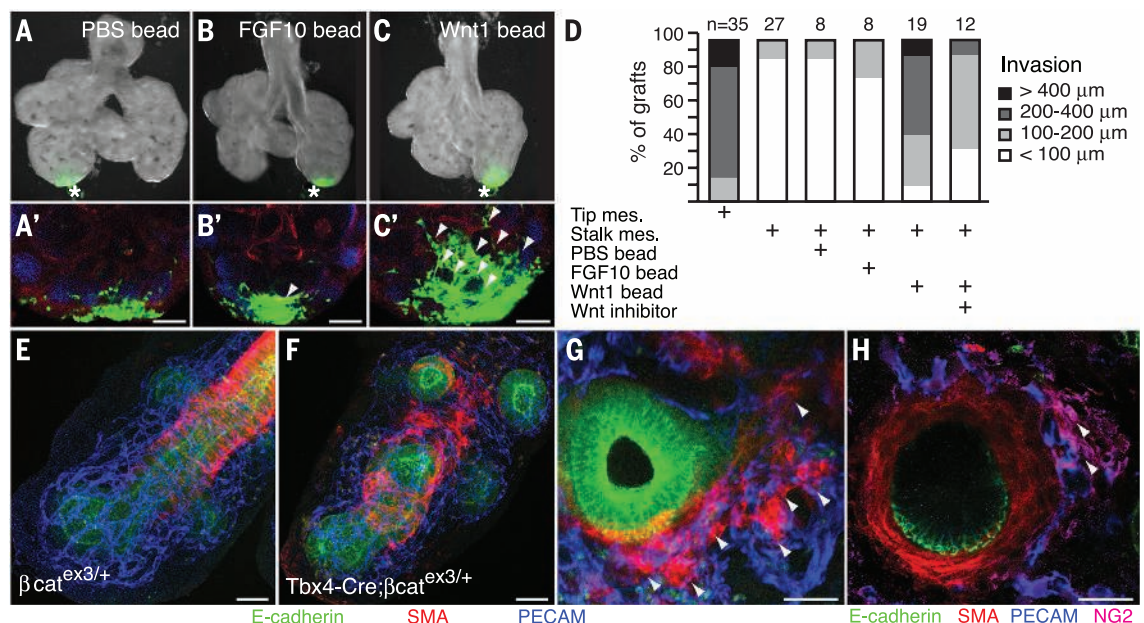 A PBS bead
B FGF10 bead
C Wnt1 bead
*
*
*
A'
B'
C'
D
n=35 27 8 8 19 12
100
80
60
40
20
% of grafts
Invasion
> 400 μm
200-400 μm
100-200 μm
< 100 μm
Tip mes. +
Stalk mes. + + + + +
PBS bead +
FGF10 bead +
Wnt1 bead + +
Wnt inhibitor +
E
βcat^ex3/+
F
Tbx4-Cre;βcat^ex3/+
G
H
E-cadherin SMA PECAM
E-cadherin SMA PECAM NG2